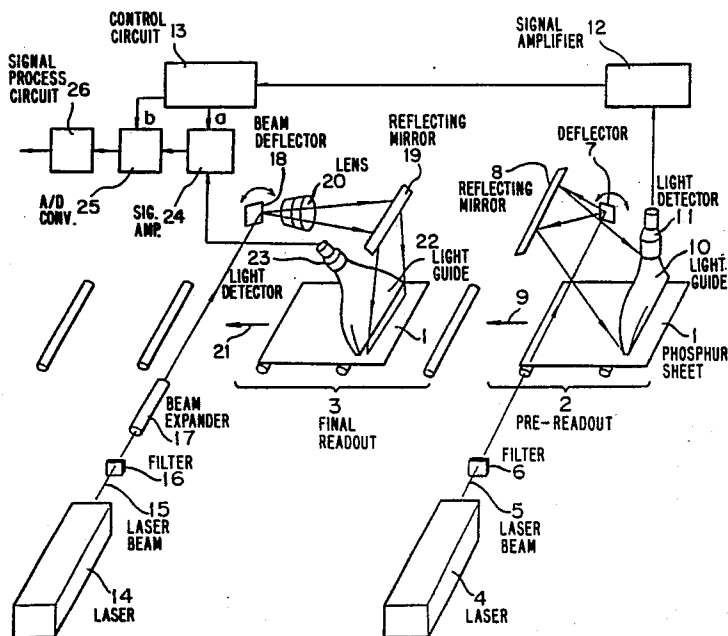 CONTROL
CIRCUIT
13
SIGNAL
AMPLIFIER
12
SIGNAL
PROCESS
CIRCUIT
26
b
a
BEAM
DEFLECTOR
18
REFLECTING
MIRROR
19
LENS
20
DEFLECTOR
7
8
REFLECTING
MIRROR
LIGHT
DETECTOR
11
A/D
CONV.
25
SIG.
AMP.
24
23
LIGHT
DETECTOR
22
LIGHT
GUIDE
10
LIGHT
GUIDE
21
1
9
1
PHOSPHUR
SHEET
3
FINAL
READOUT
2
PRE-READOUT
BEAM
EXPANDER
17
FILTER
16
FILTER
6
15
LASER
BEAM
5
LASER
BEAM
14
LASER
4
LASER